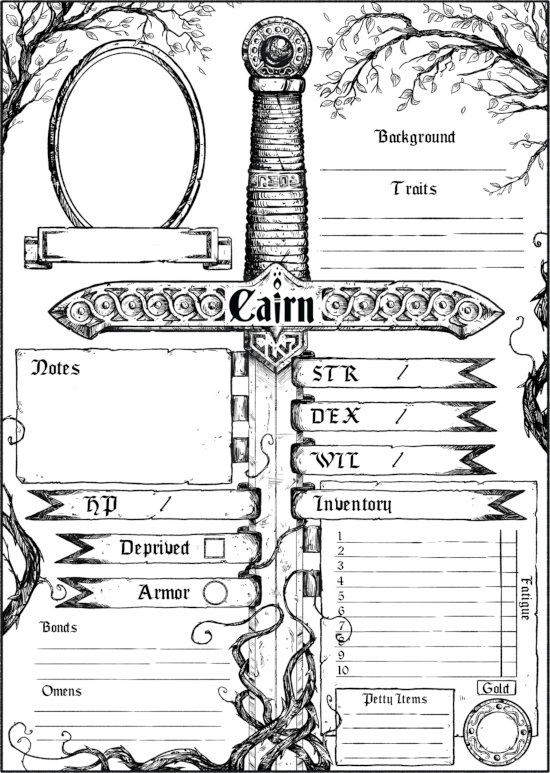 Background
Traits
Cairn
Notes
STR /
DEX /
WIL /
HP /
Inventory
Deprived
Armor
1
2
3
4
5
6
7
8
9
10
Fatigue
Bonds
Omens
Petty Items
Gold